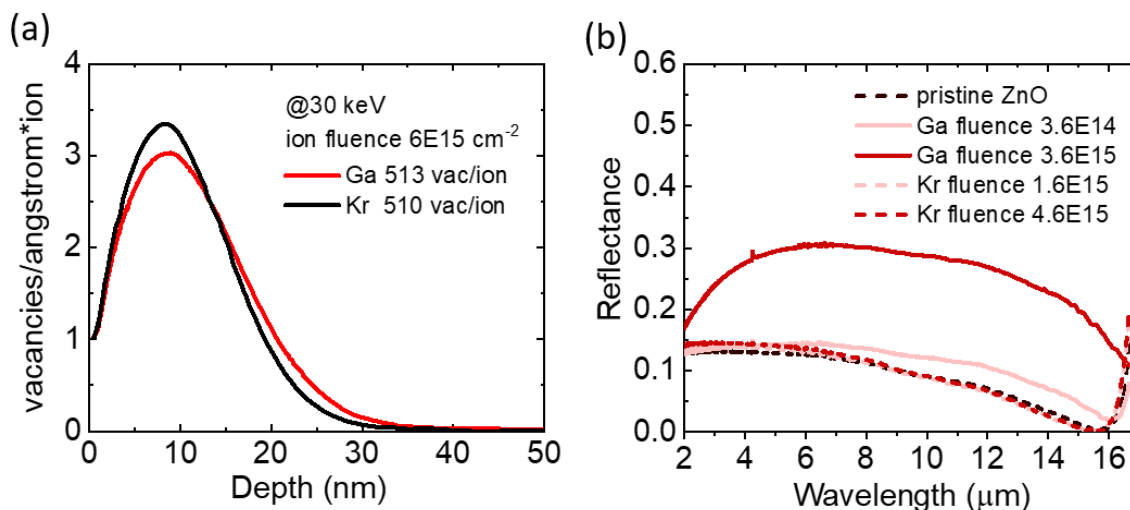 (a)
@30 keV
ion fluence 6E15 cm⁻²
Ga 513 vac/ion
Kr 510 vac/ion
vacancies/angstrom*ion
4
3
2
1
0
0 10 20 30 40 50
Depth (nm)
(b)
pristine ZnO
Ga fluence 3.6E14
Ga fluence 3.6E15
Kr fluence 1.6E15
Kr fluence 4.6E15
Reflectance
0.6
0.5
0.4
0.3
0.2
0.1
0.0
2 4 6 8 10 12 14 16
Wavelength (μm)